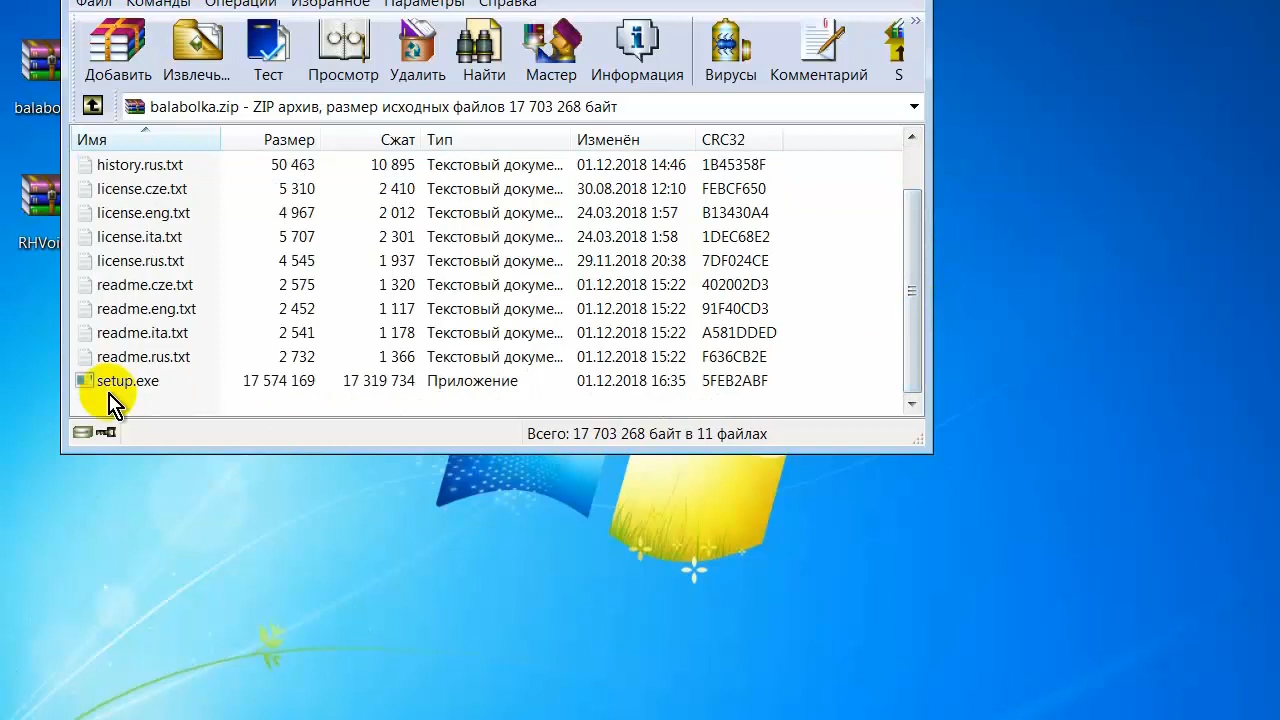 Файл Команды Операции Избранное Параметры Справка
Добавить Извлечь... Тест Просмотр Удалить Найти Мастер Информация Вирусы Комментарий S
balabolka.zip - ZIP архив, размер исходных файлов 17 703 268 байт
Имя Размер Сжат Тип Изменён CRC32
history.rus.txt 50 463 10 895 Текстовый докуме... 01.12.2018 14:46 1B45358F
license.cze.txt 5 310 2 410 Текстовый докуме... 30.08.2018 12:10 FEBCF650
license.eng.txt 4 967 2 012 Текстовый докуме... 24.03.2018 1:57 B13430A4
license.ita.txt 5 707 2 301 Текстовый докуме... 24.03.2018 1:58 1DEC68E2
license.rus.txt 4 545 1 937 Текстовый докуме... 29.11.2018 20:38 7DF024CE
readme.cze.txt 2 575 1 320 Текстовый докуме... 01.12.2018 15:22 402002D3
readme.eng.txt 2 452 1 117 Текстовый докуме... 01.12.2018 15:22 91F40CD3
readme.ita.txt 2 541 1 178 Текстовый докуме... 01.12.2018 15:22 A581DDED
readme.rus.txt 2 732 1 366 Текстовый докуме... 01.12.2018 15:22 F636CB2E
setup.exe 17 574 169 17 319 734 Приложение 01.12.2018 16:35 5FEB2ABF
Всего: 17 703 268 байт в 11 файлах
balabo
RHVoi